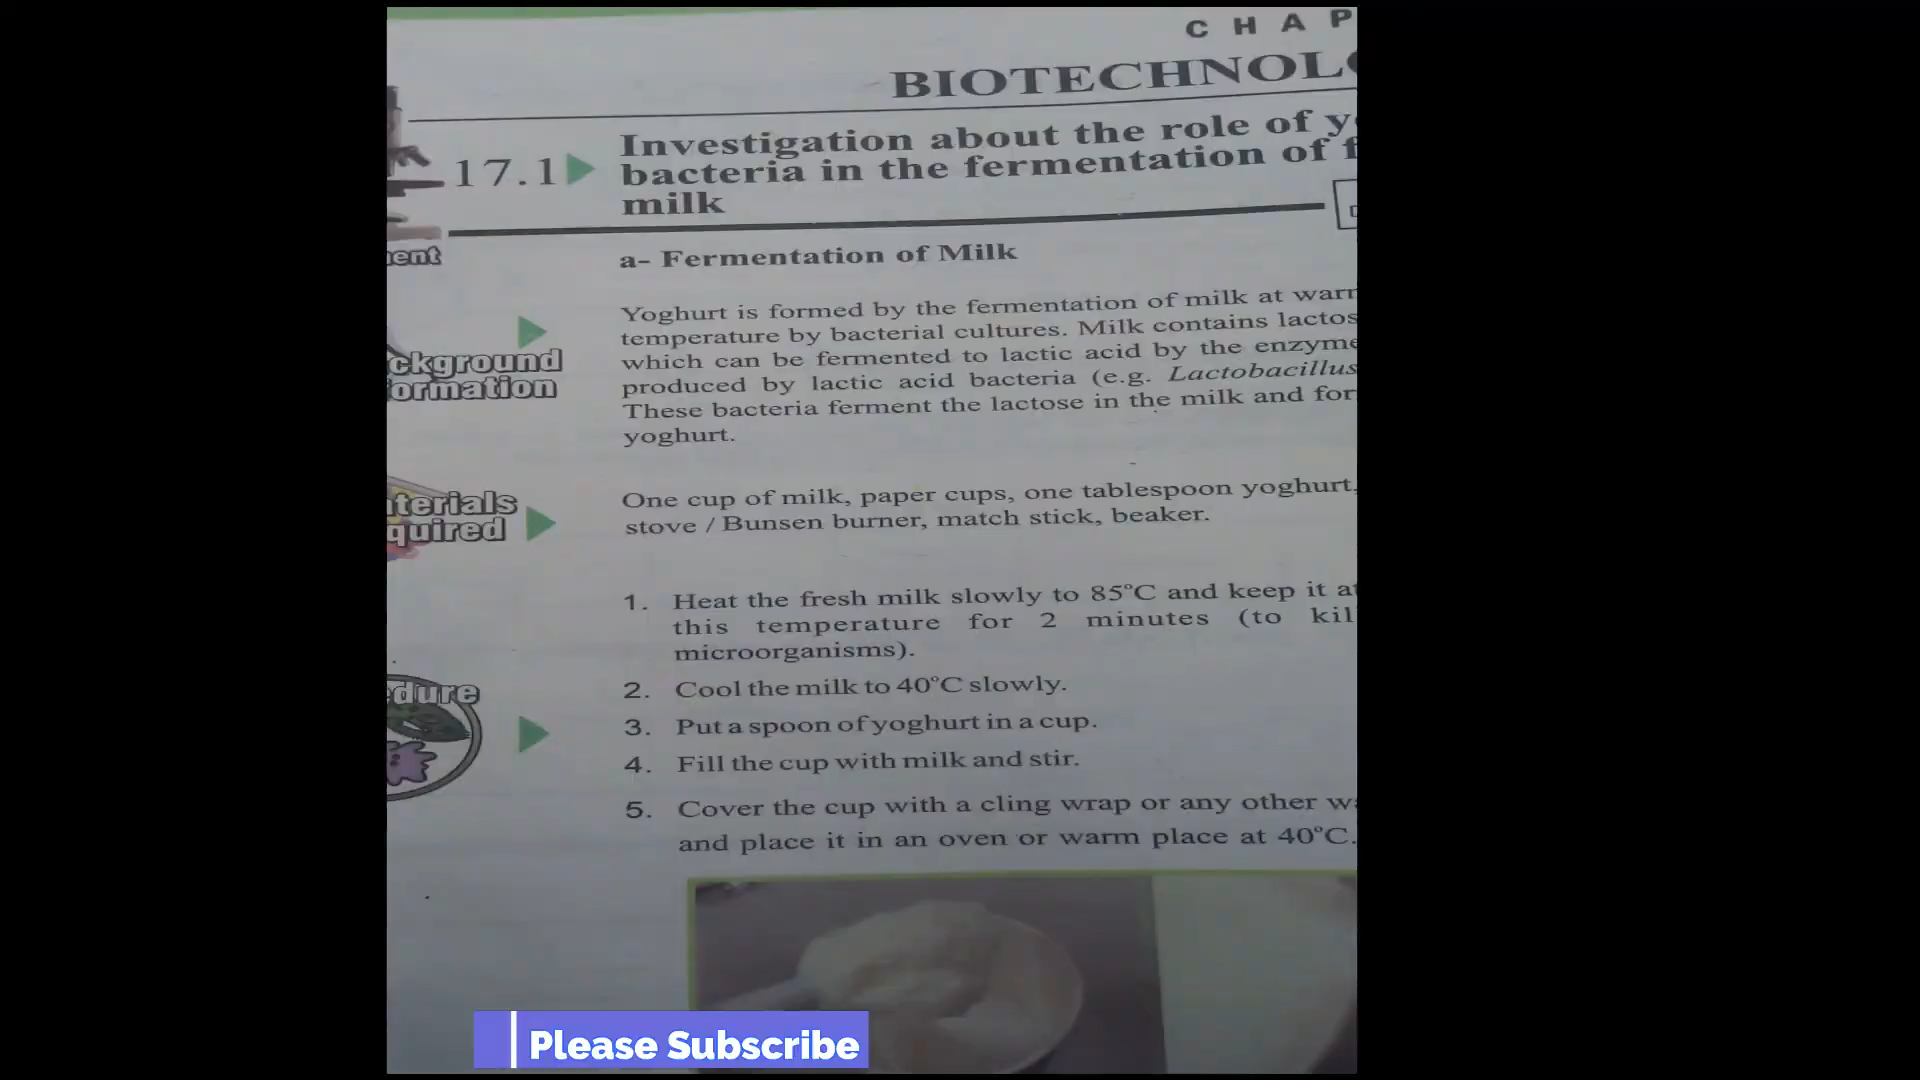 C H A P
BIOTECHNOLO
17.1
Investigation about the role of y
bacteria in the fermentation of f
milk
ent
a- Fermentation of Milk
ckground
ormation
Yoghurt is formed by the fermentation of milk at warm
temperature by bacterial cultures. Milk contains lactos
which can be fermented to lactic acid by the enzyme
produced by lactic acid bacteria (e.g. Lactobacillus
These bacteria ferment the lactose in the milk and for
yoghurt.
terials
quired
One cup of milk, paper cups, one tablespoon yoghurt,
stove / Bunsen burner, match stick, beaker.
edure
1. Heat the fresh milk slowly to 85°C and keep it at
this temperature for 2 minutes (to kil
microorganisms).
2. Cool the milk to 40°C slowly.
3. Put a spoon of yoghurt in a cup.
4. Fill the cup with milk and stir.
5. Cover the cup with a cling wrap or any other wa
and place it in an oven or warm place at 40°C.
Please Subscribe